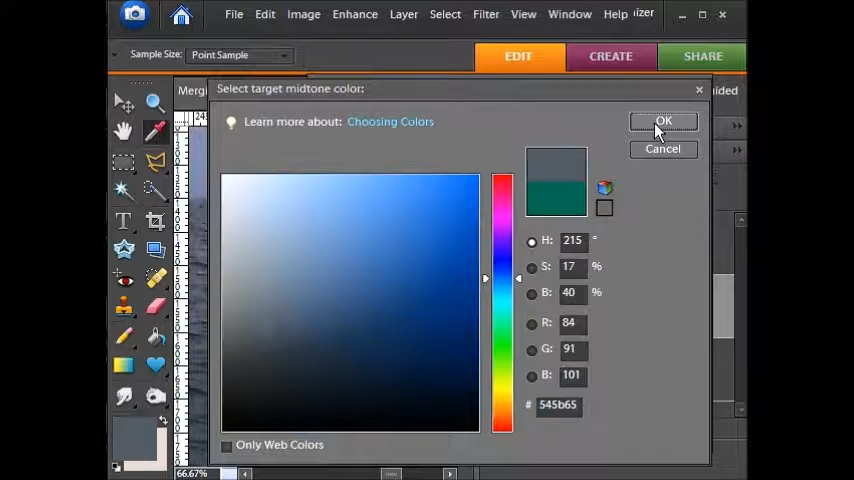 File Edit Image Enhance Layer Select Filter View Window Help
Sample Size: Point Sample
EDIT CREATE SHARE
Select target midtone color:
Learn more about: Choosing Colors
OK
Cancel
H: 215 °
S: 17 %
B: 40 %
R: 84
G: 91
B: 101
# 545b65
Only Web Colors
66.67%